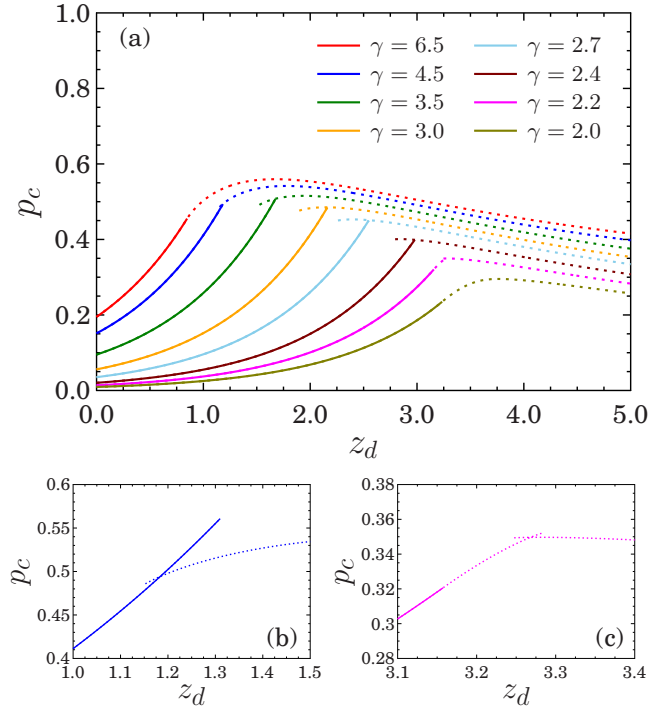 (a)
γ = 6.5 γ = 2.7
γ = 4.5 γ = 2.4
γ = 3.5 γ = 2.2
γ = 3.0 γ = 2.0
p_c
1.0
0.8
0.6
0.4
0.2
0.0
0.0 1.0 2.0 3.0 4.0 5.0
z_d
p_c
0.6
0.55
0.5
0.45
0.4
(b)
1.0 1.1 1.2 1.3 1.4 1.5
z_d
p_c
0.38
0.36
0.34
0.32
0.3
0.28
(c)
3.1 3.2 3.3 3.4
z_d